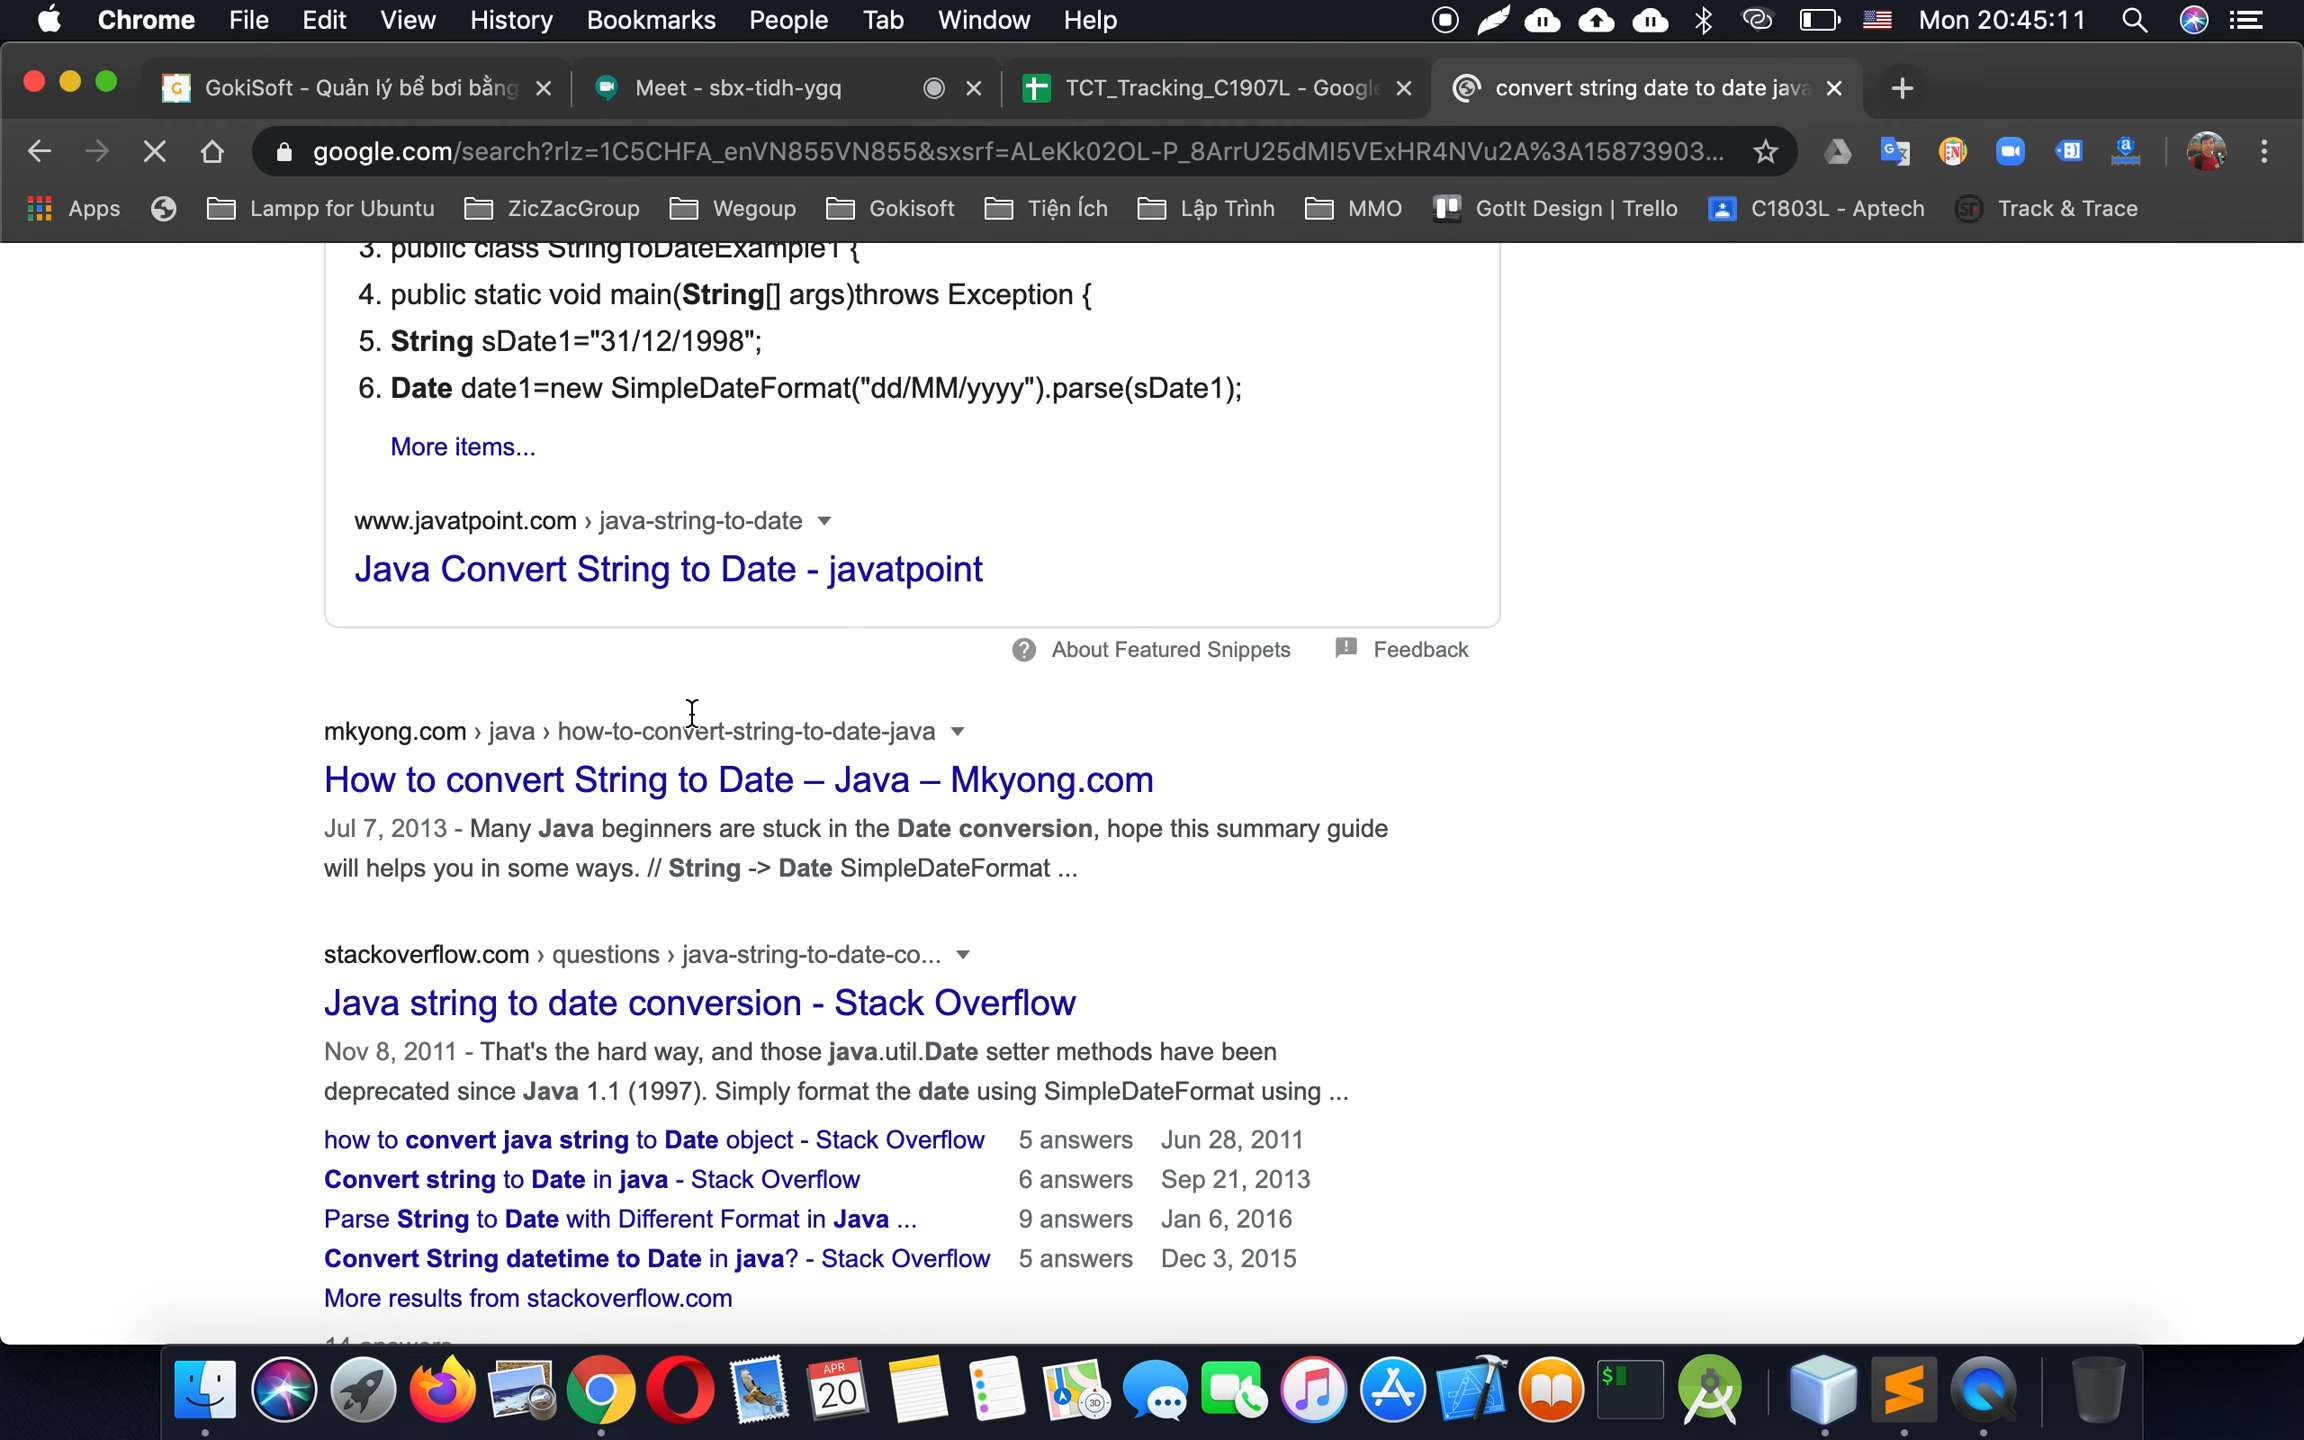 Chrome File Edit View History Bookmarks People Tab Window Help Mon 20:45:11
GokiSoft - Quản lý bể bơi bằng Meet - sbx-tidh-ygq TCT_Tracking_C1907L - Google convert string date to date java
google.com/search?rlz=1C5CHFA_enVN855VN855&sxsrf=ALeKk02OL-P_8ArrU25dMI5VExHR4NVu2A%3A15873903...
Apps Lampp for Ubuntu ZicZacGroup Wegoup Gokisoft Tiện Ích Lập Trình MMO GotIt Design | Trello C1803L - Aptech Track & Trace
3. public class StringToDateExample1 {
4. public static void main(String[] args)throws Exception {
5. String sDate1="31/12/1998";
6. Date date1=new SimpleDateFormat("dd/MM/yyyy").parse(sDate1);
More items...
www.javatpoint.com › java-string-to-date
Java Convert String to Date - javatpoint
About Featured Snippets Feedback
mkyong.com › java › how-to-convert-string-to-date-java
How to convert String to Date – Java – Mkyong.com
Jul 7, 2013 - Many Java beginners are stuck in the Date conversion, hope this summary guide
will helps you in some ways. // String -> Date SimpleDateFormat ...
stackoverflow.com › questions › java-string-to-date-co...
Java string to date conversion - Stack Overflow
Nov 8, 2011 - That's the hard way, and those java.util.Date setter methods have been
deprecated since Java 1.1 (1997). Simply format the date using SimpleDateFormat using ...
how to convert java string to Date object - Stack Overflow 5 answers Jun 28, 2011
Convert string to Date in java - Stack Overflow 6 answers Sep 21, 2013
Parse String to Date with Different Format in Java ... 9 answers Jan 6, 2016
Convert String datetime to Date in java? - Stack Overflow 5 answers Dec 3, 2015
More results from stackoverflow.com
14 answers
APR
20